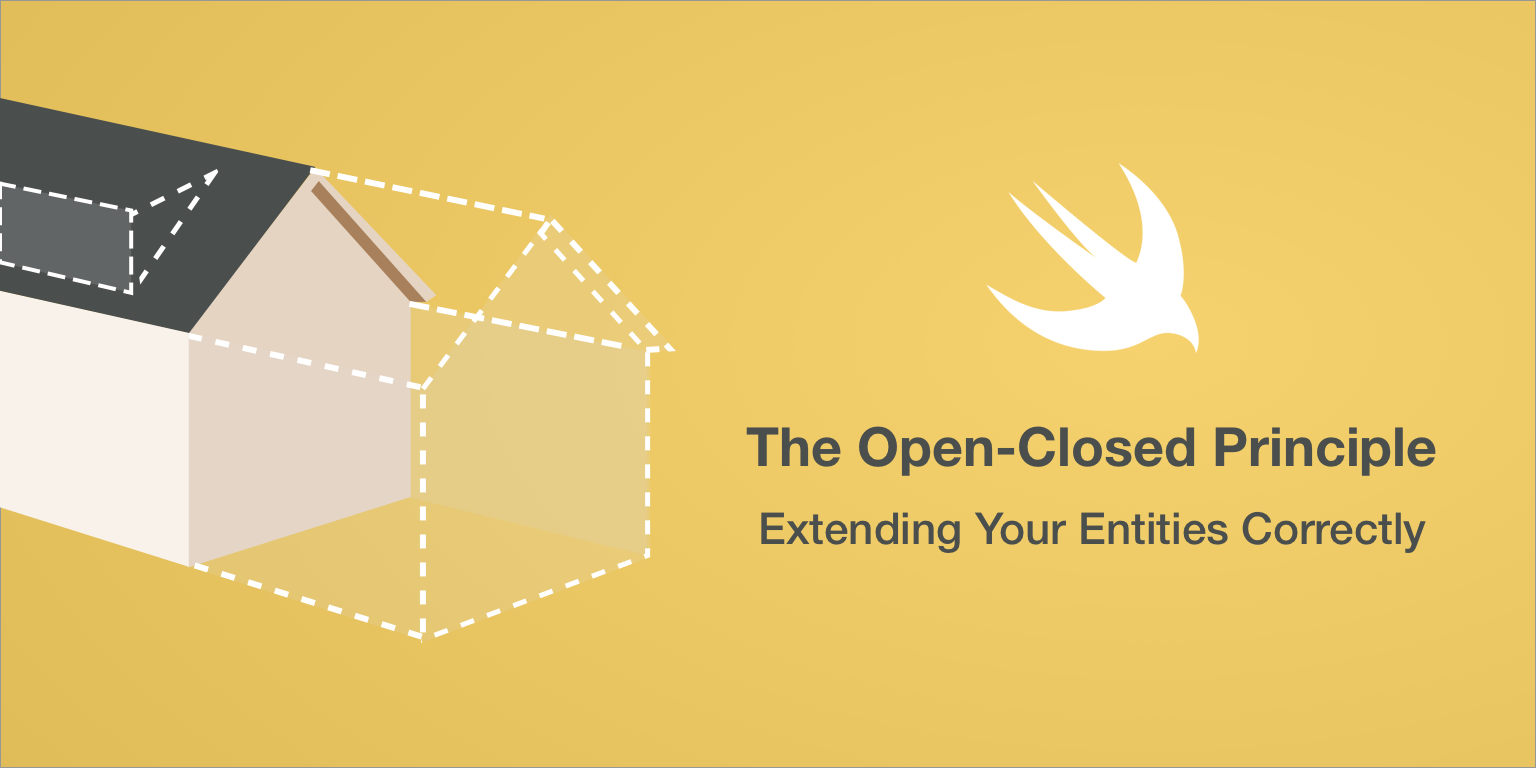 The Open-Closed Principle
Extending Your Entities Correctly